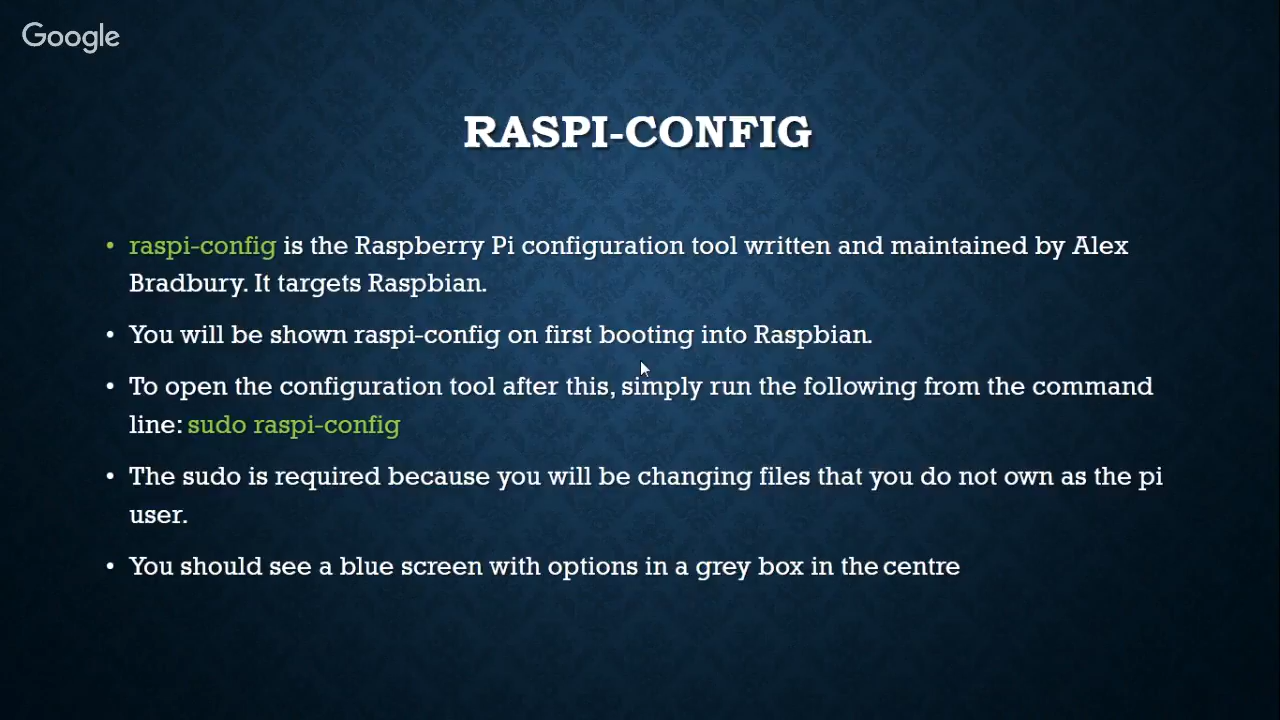 Google
RASPI-CONFIG
• raspi-config is the Raspberry Pi configuration tool written and maintained by Alex
Bradbury. It targets Raspbian.
• You will be shown raspi-config on first booting into Raspbian.
• To open the configuration tool after this, simply run the following from the command
line: sudo raspi-config
• The sudo is required because you will be changing files that you do not own as the pi
user.
• You should see a blue screen with options in a grey box in the centre